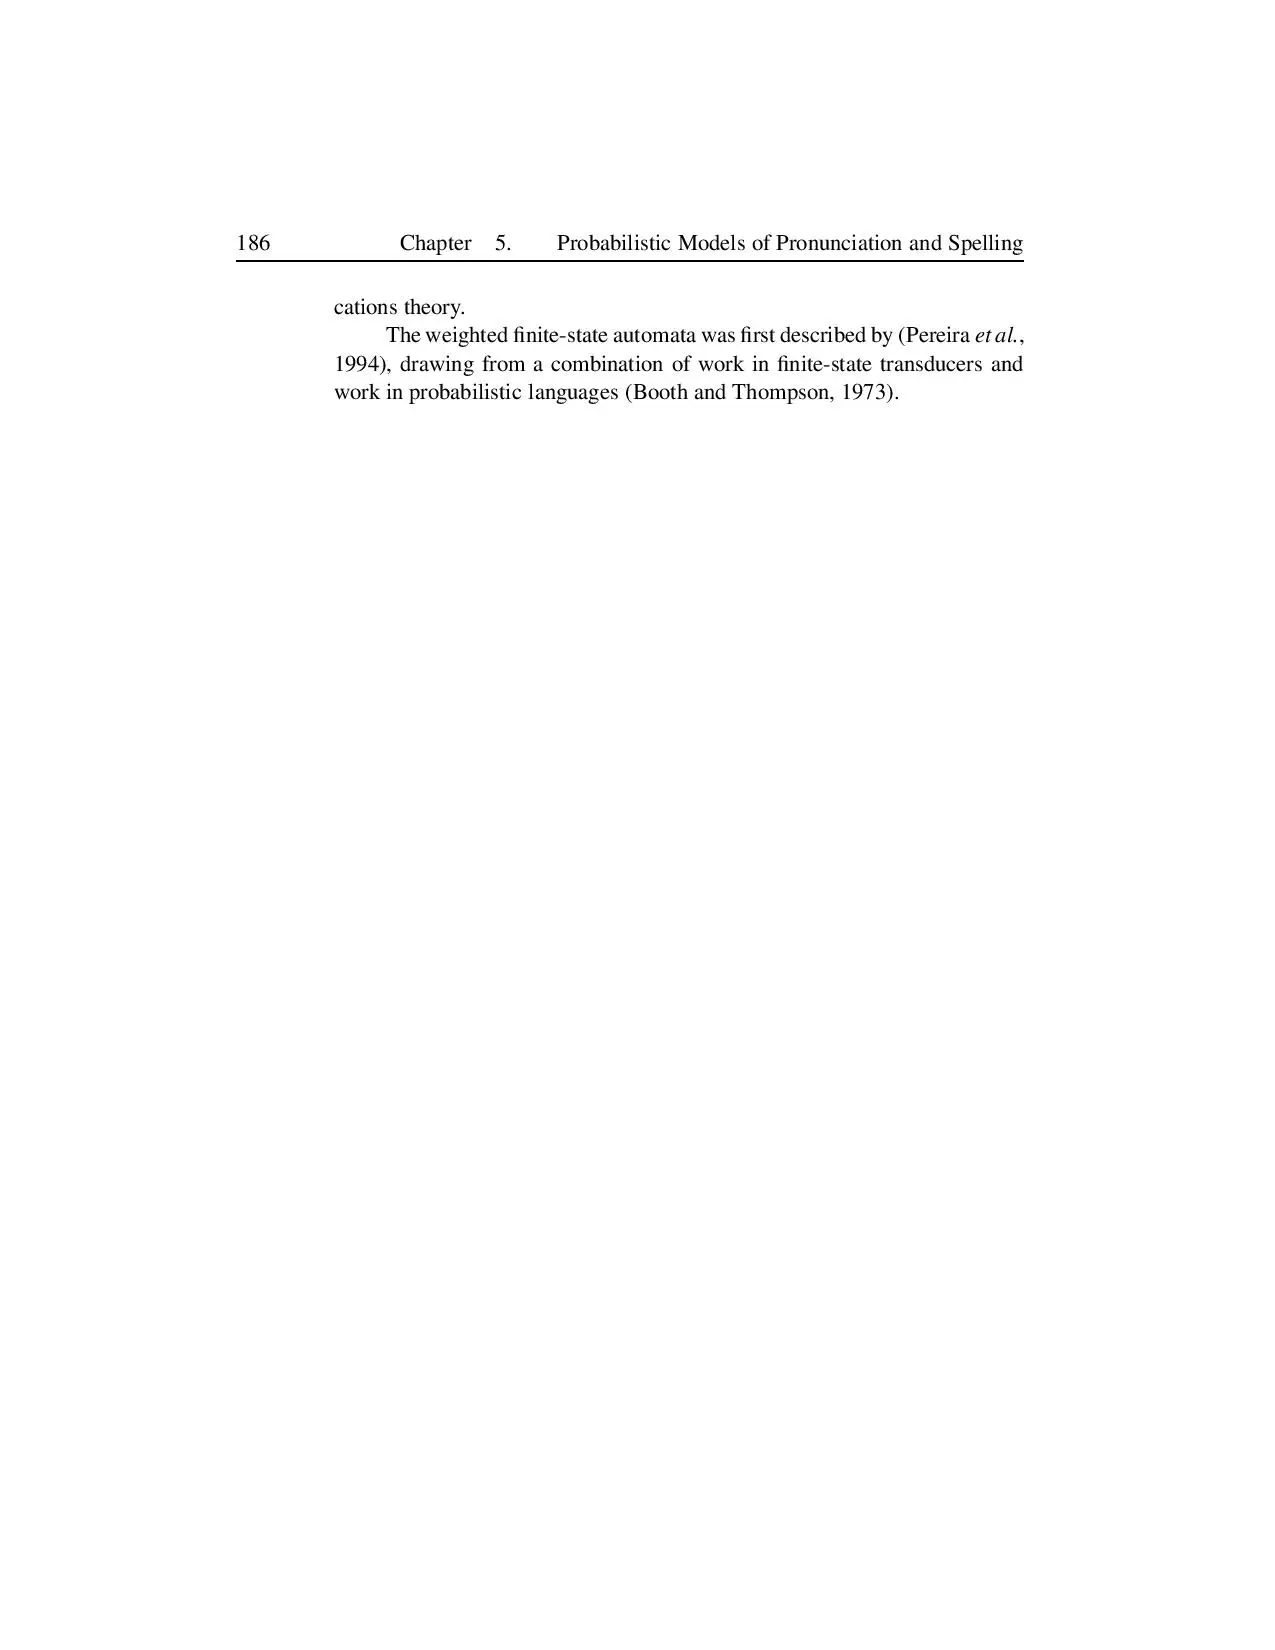 186 Chapter 5. Probabilistic Models of Pronunciation and Spelling
cations theory.
The weighted finite-state automata was first described by (Pereira et al.,
1994), drawing from a combination of work in finite-state transducers and
work in probabilistic languages (Booth and Thompson, 1973).